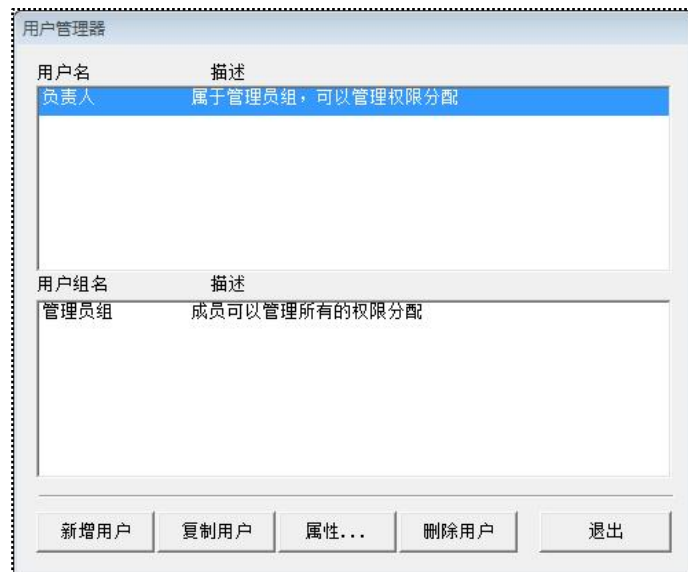 用户管理器
用户名 描述
负责人 属于管理员组，可以管理权限分配
用户组名 描述
管理员组 成员可以管理所有的权限分配
新增用户 复制用户 属性... 删除用户 退出